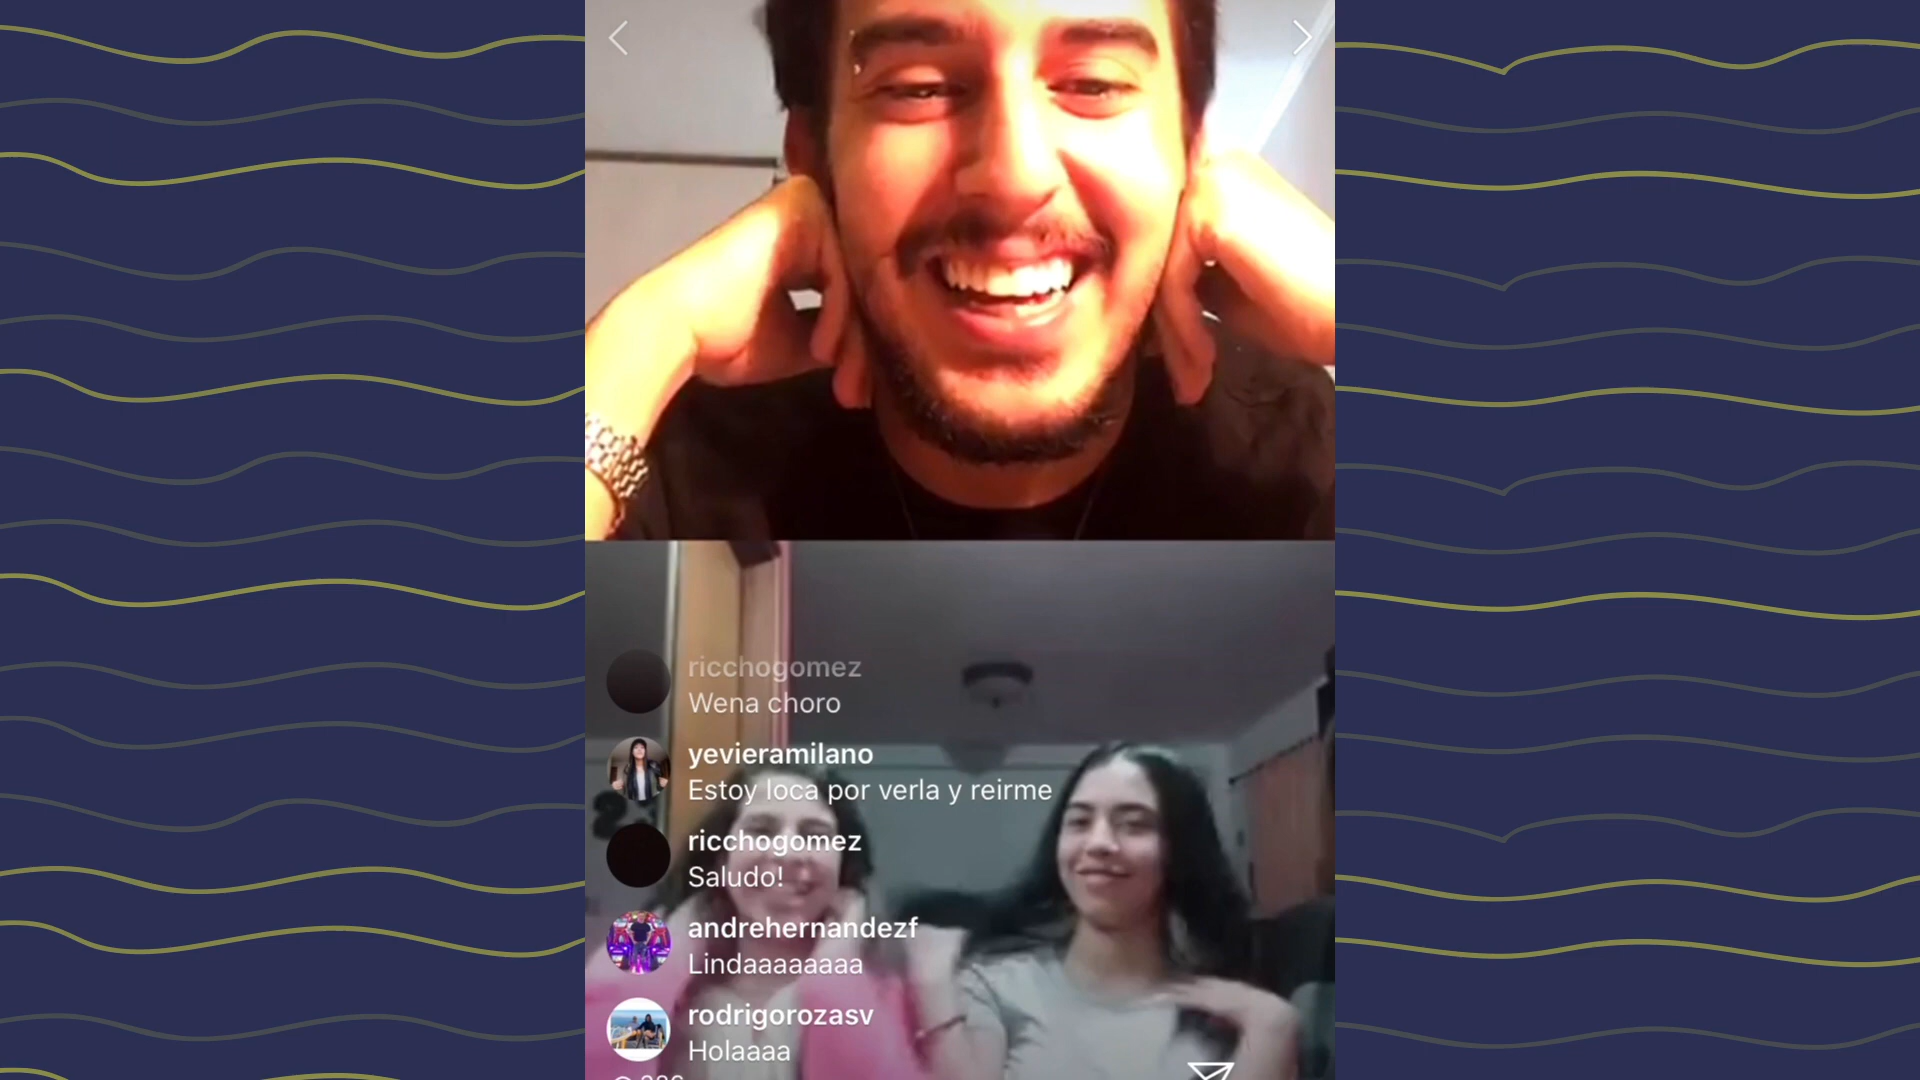 ricchogomez
Wena choro
yevieramilano
Estoy loca por verla y reirme
ricchogomez
Saludo!
andrehernandezf
Lindaaaaaaaa
rodrigorozasv
Holaaaa